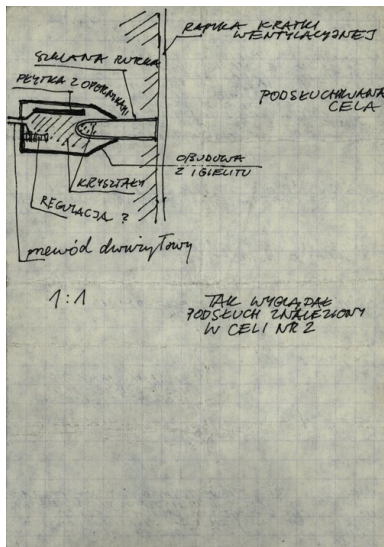 RAMKA KRATKI
WENTYLACYJNEJ
SZKLANA RURKA
PŁYTKA Z OPORNIKAMI
PODSŁUCHIWANA
CELA
OBUDOWA
Z IGIELITU
KRYSZTAŁY
REGULACJA ?
przewód dwużyłowy
1:1
TAK WYGLĄDAŁ
PODSŁUCH ZNALEZIONY
W CELI NR 2